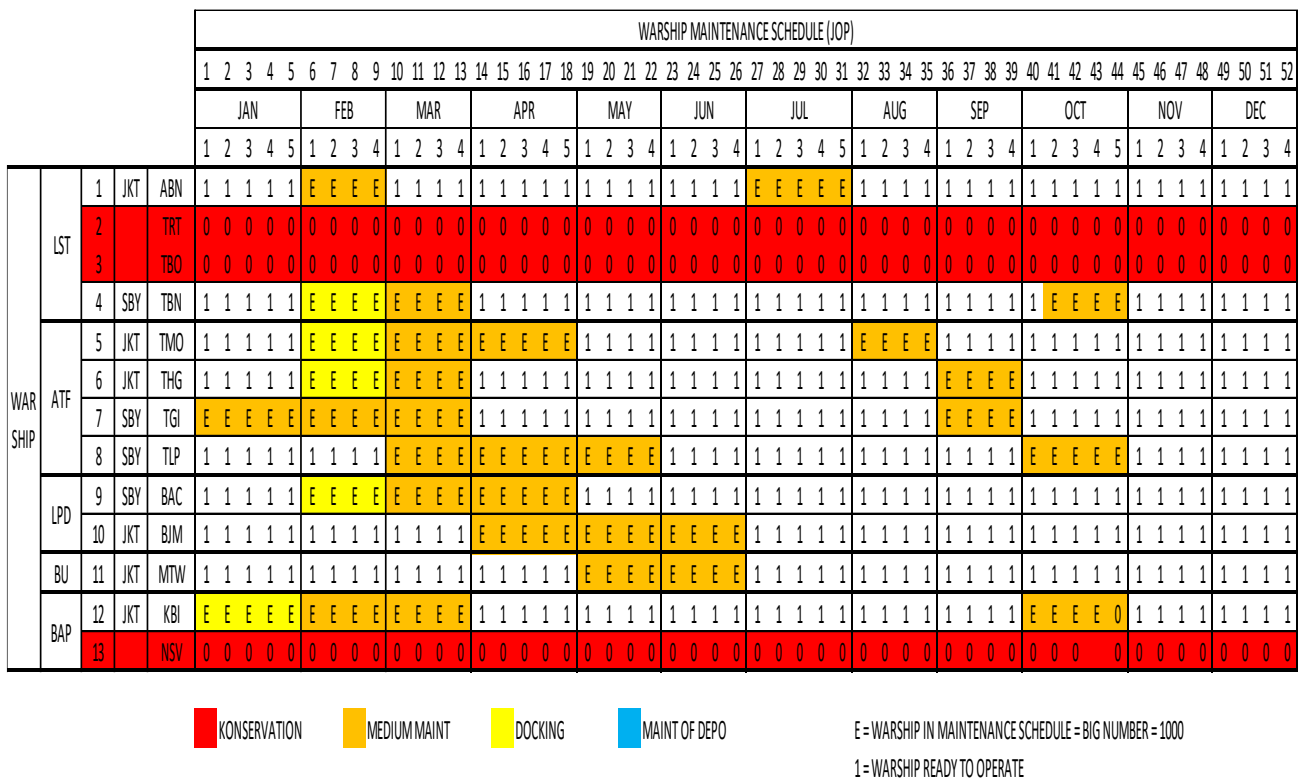 WARSHIP MAINTENANCE SCHEDULE (JOP)
1 2 3 4 5 6 7 8 9 10 11 12 13 14 15 16 17 18 19 20 21 22 23 24 25 26 27 28 29 30 31 32 33 34 35 36 37 38 39 40 41 42 43 44 45 46 47 48 49 50 51 52
JAN FEB MAR APR MAY JUN JUL AUG SEP OCT NOV DEC
1 2 3 4 5 1 2 3 4 1 2 3 4 1 2 3 4 5 1 2 3 4 1 2 3 4 1 2 3 4 5 1 2 3 4 1 2 3 4 1 2 3 4 5 1 2 3 4 1 2 3 4
WAR SHIP
LST
1 JKT ABN 1 1 1 1 1 E E E E 1 1 1 1 1 1 1 1 1 1 1 1 1 1 1 1 1 E E E E E 1 1 1 1 1 1 1 1 1 1 1 1 1 1 1 1 1 1 1 1 1
2 TRT 0 0 0 0 0 0 0 0 0 0 0 0 0 0 0 0 0 0 0 0 0 0 0 0 0 0 0 0 0 0 0 0 0 0 0 0 0 0 0 0 0 0 0 0 0 0 0 0 0 0 0 0
3 TBO 0 0 0 0 0 0 0 0 0 0 0 0 0 0 0 0 0 0 0 0 0 0 0 0 0 0 0 0 0 0 0 0 0 0 0 0 0 0 0 0 0 0 0 0 0 0 0 0 0 0 0 0
4 SBY TBN 1 1 1 1 1 E E E E E E E E 1 1 1 1 1 1 1 1 1 1 1 1 1 1 1 1 1 1 1 1 1 1 1 1 1 1 1 E E E E 1 1 1 1 1 1 1 1
ATF
5 JKT TMO 1 1 1 1 1 E E E E E E E E E E E E E 1 1 1 1 1 1 1 1 1 1 1 1 1 E E E E 1 1 1 1 1 1 1 1 1 1 1 1 1 1 1 1 1
6 JKT THG 1 1 1 1 1 E E E E E E E E 1 1 1 1 1 1 1 1 1 1 1 1 1 1 1 1 1 1 1 1 1 1 E E E E 1 1 1 1 1 1 1 1 1 1 1 1 1
7 SBY TGI E E E E E E E E E E E E E 1 1 1 1 1 1 1 1 1 1 1 1 1 1 1 1 1 1 1 1 1 1 E E E E 1 1 1 1 1 1 1 1 1 1 1 1 1
8 SBY TLP 1 1 1 1 1 1 1 1 1 E E E E E E E E E E E E E 1 1 1 1 1 1 1 1 1 1 1 1 1 1 1 1 1 E E E E E 1 1 1 1 1 1 1 1
LPD
9 SBY BAC 1 1 1 1 1 E E E E E E E E E E E E E 1 1 1 1 1 1 1 1 1 1 1 1 1 1 1 1 1 1 1 1 1 1 1 1 1 1 1 1 1 1 1 1 1 1
10 JKT BJM 1 1 1 1 1 1 1 1 1 1 1 1 1 E E E E E E E E E E E E E 1 1 1 1 1 1 1 1 1 1 1 1 1 1 1 1 1 1 1 1 1 1 1 1 1 1
BU 11 JKT MTW 1 1 1 1 1 1 1 1 1 1 1 1 1 1 1 1 1 1 E E E E E E E E 1 1 1 1 1 1 1 1 1 1 1 1 1 1 1 1 1 1 1 1 1 1 1 1 1 1
BAP
12 JKT KBI E E E E E E E E E E E E E 1 1 1 1 1 1 1 1 1 1 1 1 1 1 1 1 1 1 1 1 1 1 1 1 1 1 E E E E 0 1 1 1 1 1 1 1 1
13 NSV 0 0 0 0 0 0 0 0 0 0 0 0 0 0 0 0 0 0 0 0 0 0 0 0 0 0 0 0 0 0 0 0 0 0 0 0 0 0 0 0 0 0 0 0 0 0 0 0 0 0 0
KONSERVATION MEDIUM MAINT DOCKING MAINT OF DEPO E = WARSHIP IN MAINTENANCE SCHEDULE = BIG NUMBER = 1000
1 = WARSHIP READY TO OPERATE